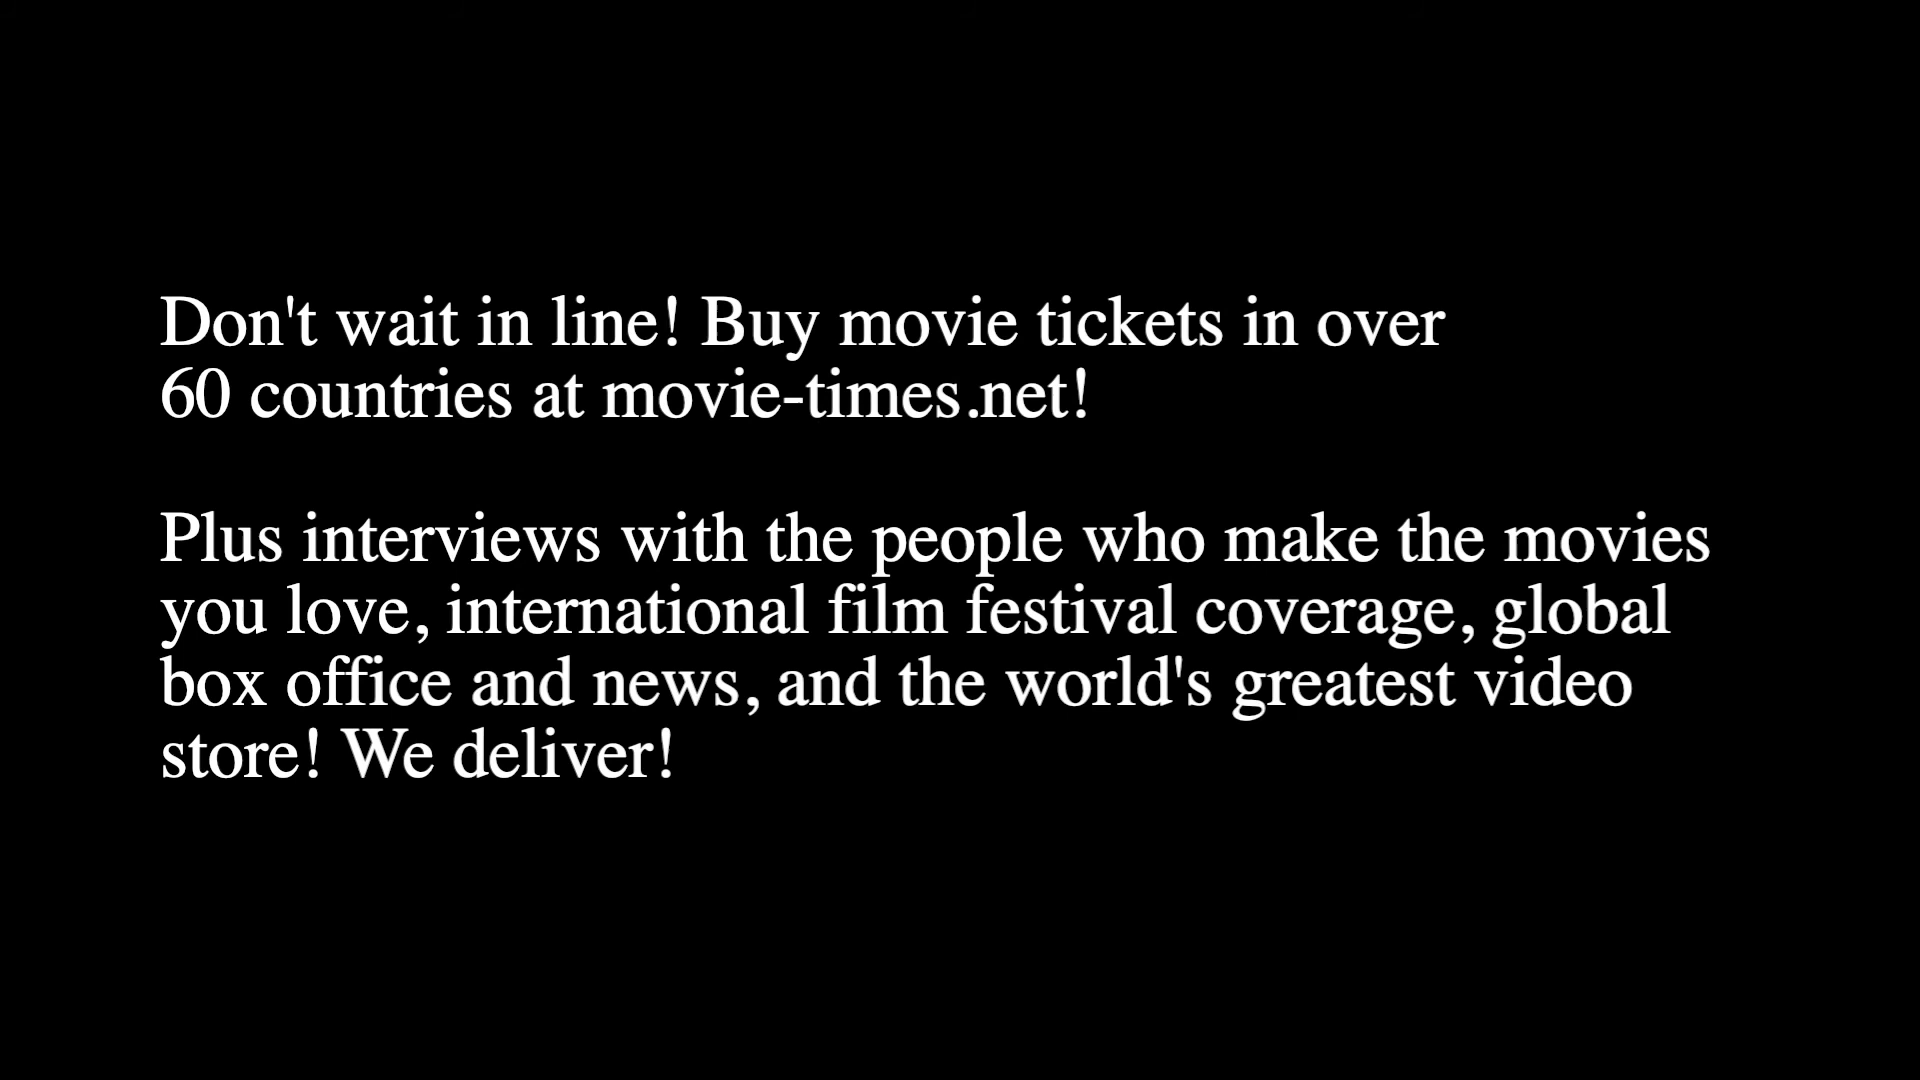 Don't wait in line! Buy movie tickets in over
60 countries at movie-times.net!
Plus interviews with the people who make the movies
you love, international film festival coverage, global
box office and news, and the world's greatest video
store! We deliver!